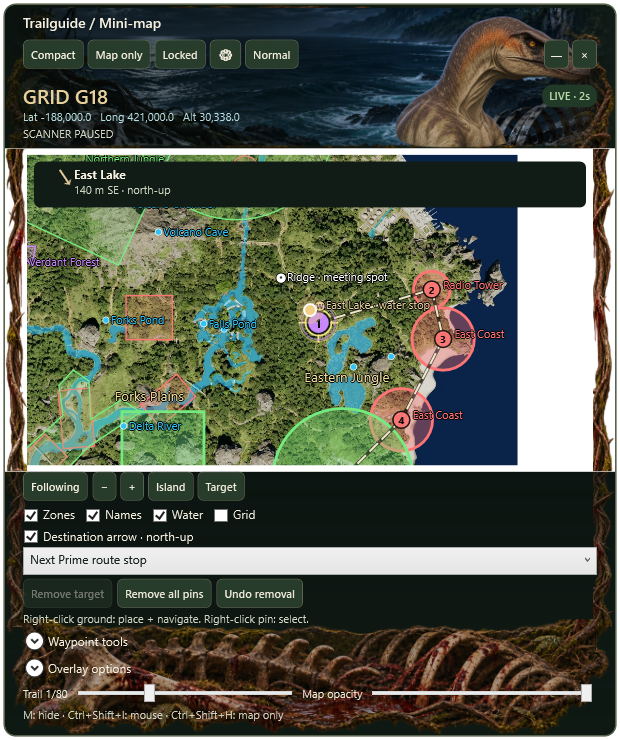 Trailguide / Mini-map
Compact Map only Locked Normal
GRID G18
LIVE · 2s
Lat -188,000.0 Long 421,000.0 Alt 30,338.0
SCANNER PAUSED
Northern Jungle
East Lake
140 m SE · north-up
Volcano Cave
Verdant Forest
Ridge · meeting spot
Radio Tower
2
East Lake · water stop
1
Forks Pond
Falls Pond
East Coast
3
Eastern Jungle
Forks Plains
East Coast
4
Delta River
Following − + Island Target
Zones Names Water Grid
Destination arrow · north-up
Next Prime route stop
Remove target Remove all pins Undo removal
Right-click ground: place + navigate. Right-click pin: select.
Waypoint tools
Overlay options
Trail 1/80 Map opacity
M: hide · Ctrl+Shift+I: mouse · Ctrl+Shift+H: map only